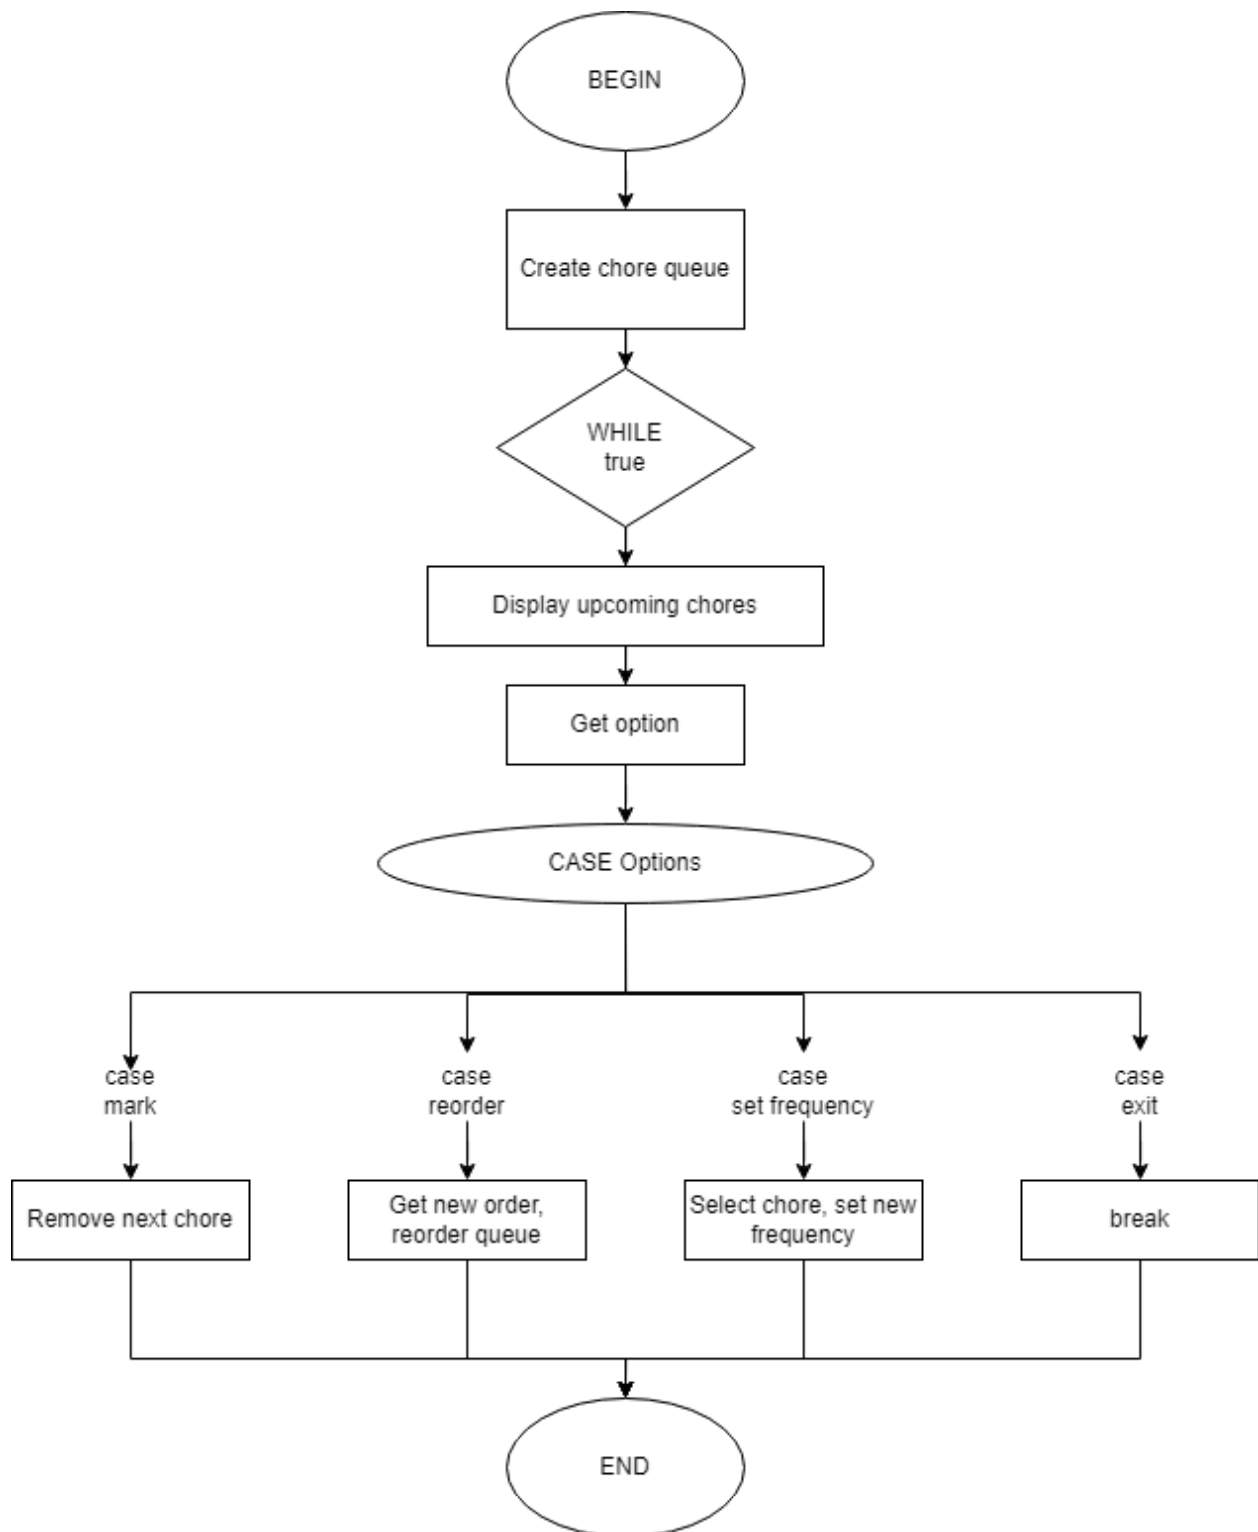 BEGIN
Create chore queue
WHILE
true
Display upcoming chores
Get option
CASE Options
case
mark
case
reorder
case
set frequency
case
exit
Remove next chore
Get new order,
reorder queue
Select chore, set new
frequency
break
END